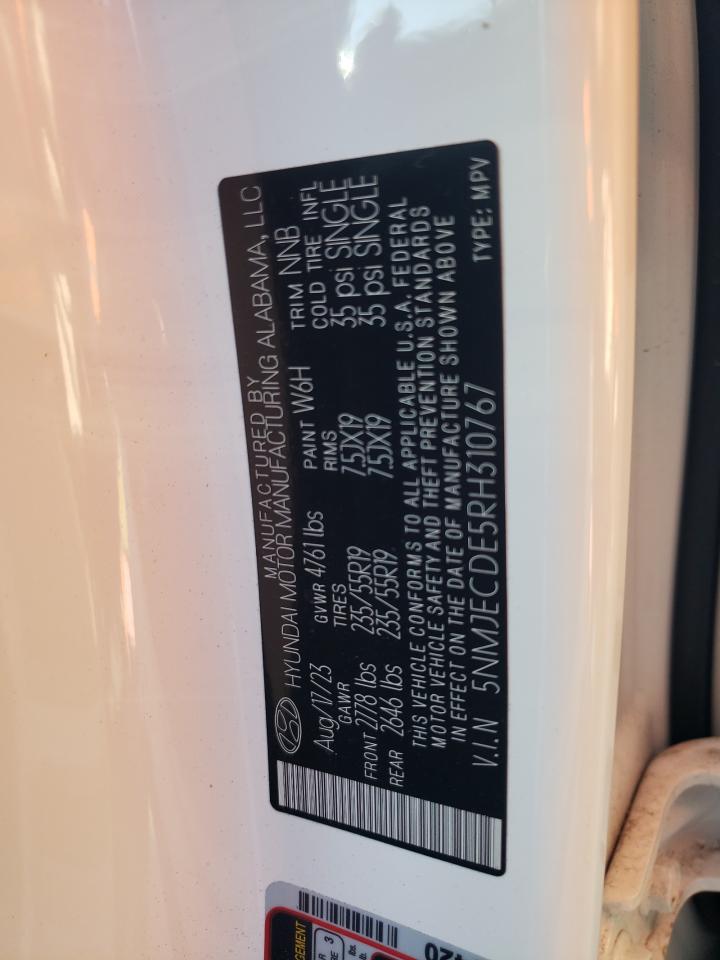 MANUFACTURED BY
HYUNDAI MOTOR MANUFACTURING ALABAMA, LLC
Aug/17/23 GVWR 4761 lbs PAINT W6H TRIM NNB
GAWR TIRES RIMS COLD TIRE INFL
FRONT 2778 lbs 235/55R19 7.5JX19 35 psi SINGLE
REAR 2646 lbs 235/55R19 7.5JX19 35 psi SINGLE
THIS VEHICLE CONFORMS TO ALL APPLICABLE U.S.A. FEDERAL
MOTOR VEHICLE SAFETY AND THEFT PREVENTION STANDARDS
IN EFFECT ON THE DATE OF MANUFACTURE SHOWN ABOVE
V.I.N 5NMJECDE5RH310767 TYPE: MPV
3
lbs.